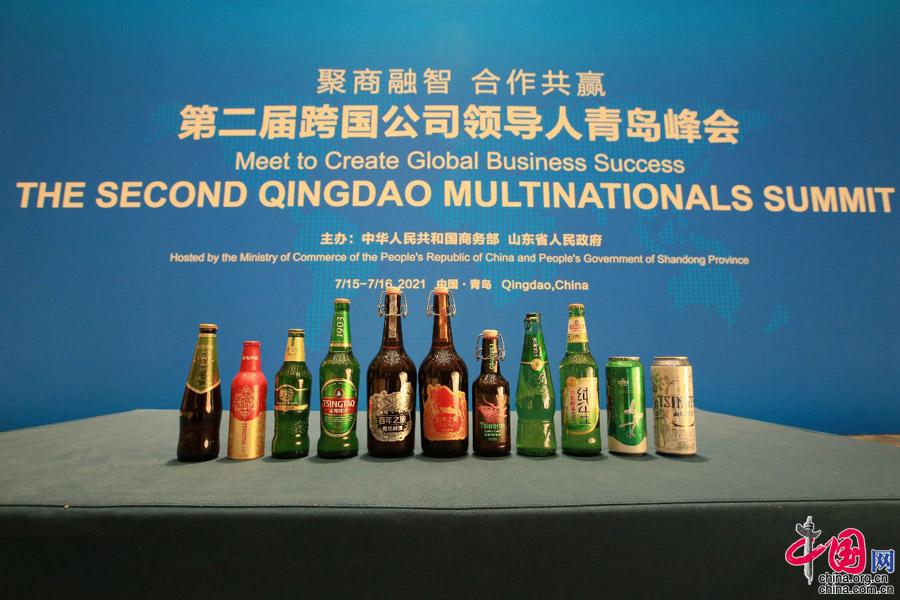 聚商融智 合作共赢
第二届跨国公司领导人青岛峰会
Meet to Create Global Business Success
THE SECOND QINGDAO MULTINATIONALS SUMMIT
主办：中华人民共和国商务部 山东省人民政府
Hosted by the Ministry of Commerce of the People's Republic of China and People's Government of Shandong Province
7/15-7/16,2021 中国·青岛 Qingdao,China
1903
TSINGTAO
百年之旅
纯生
中国网
china.org.cn
china.com.cn